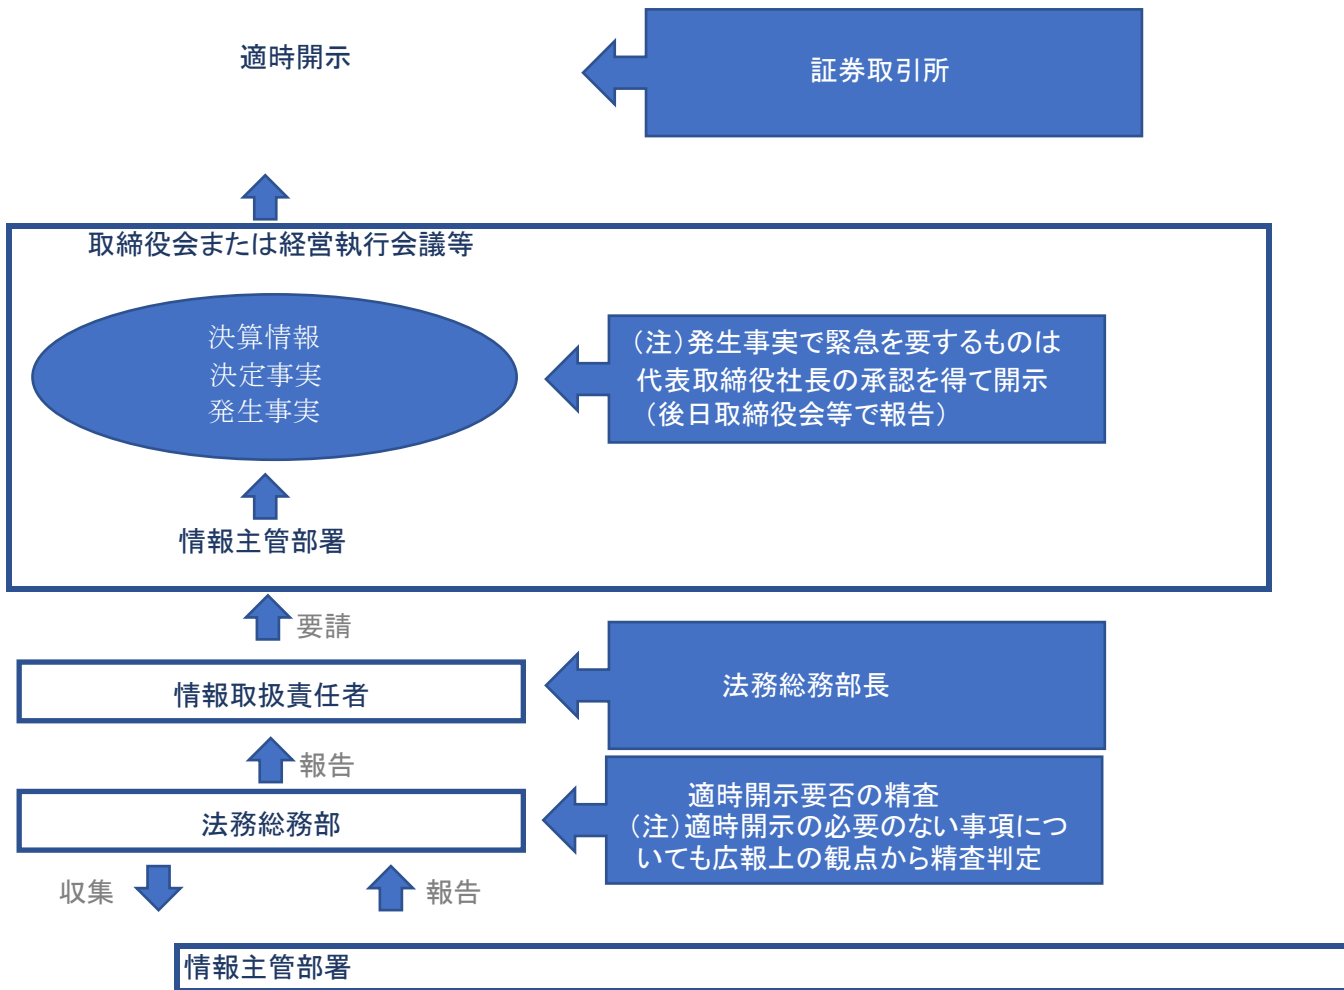 適時開示
証券取引所
取締役会または経営執行会議等
決算情報
決定事実
発生事実
（注）発生事実で緊急を要するものは
代表取締役社長の承認を得て開示
（後日取締役会等で報告）
情報主管部署
要請
情報取扱責任者
法務総務部長
報告
法務総務部
適時開示要否の精査
（注）適時開示の必要のない事項につ
いても広報上の観点から精査判定
収集
報告
情報主管部署